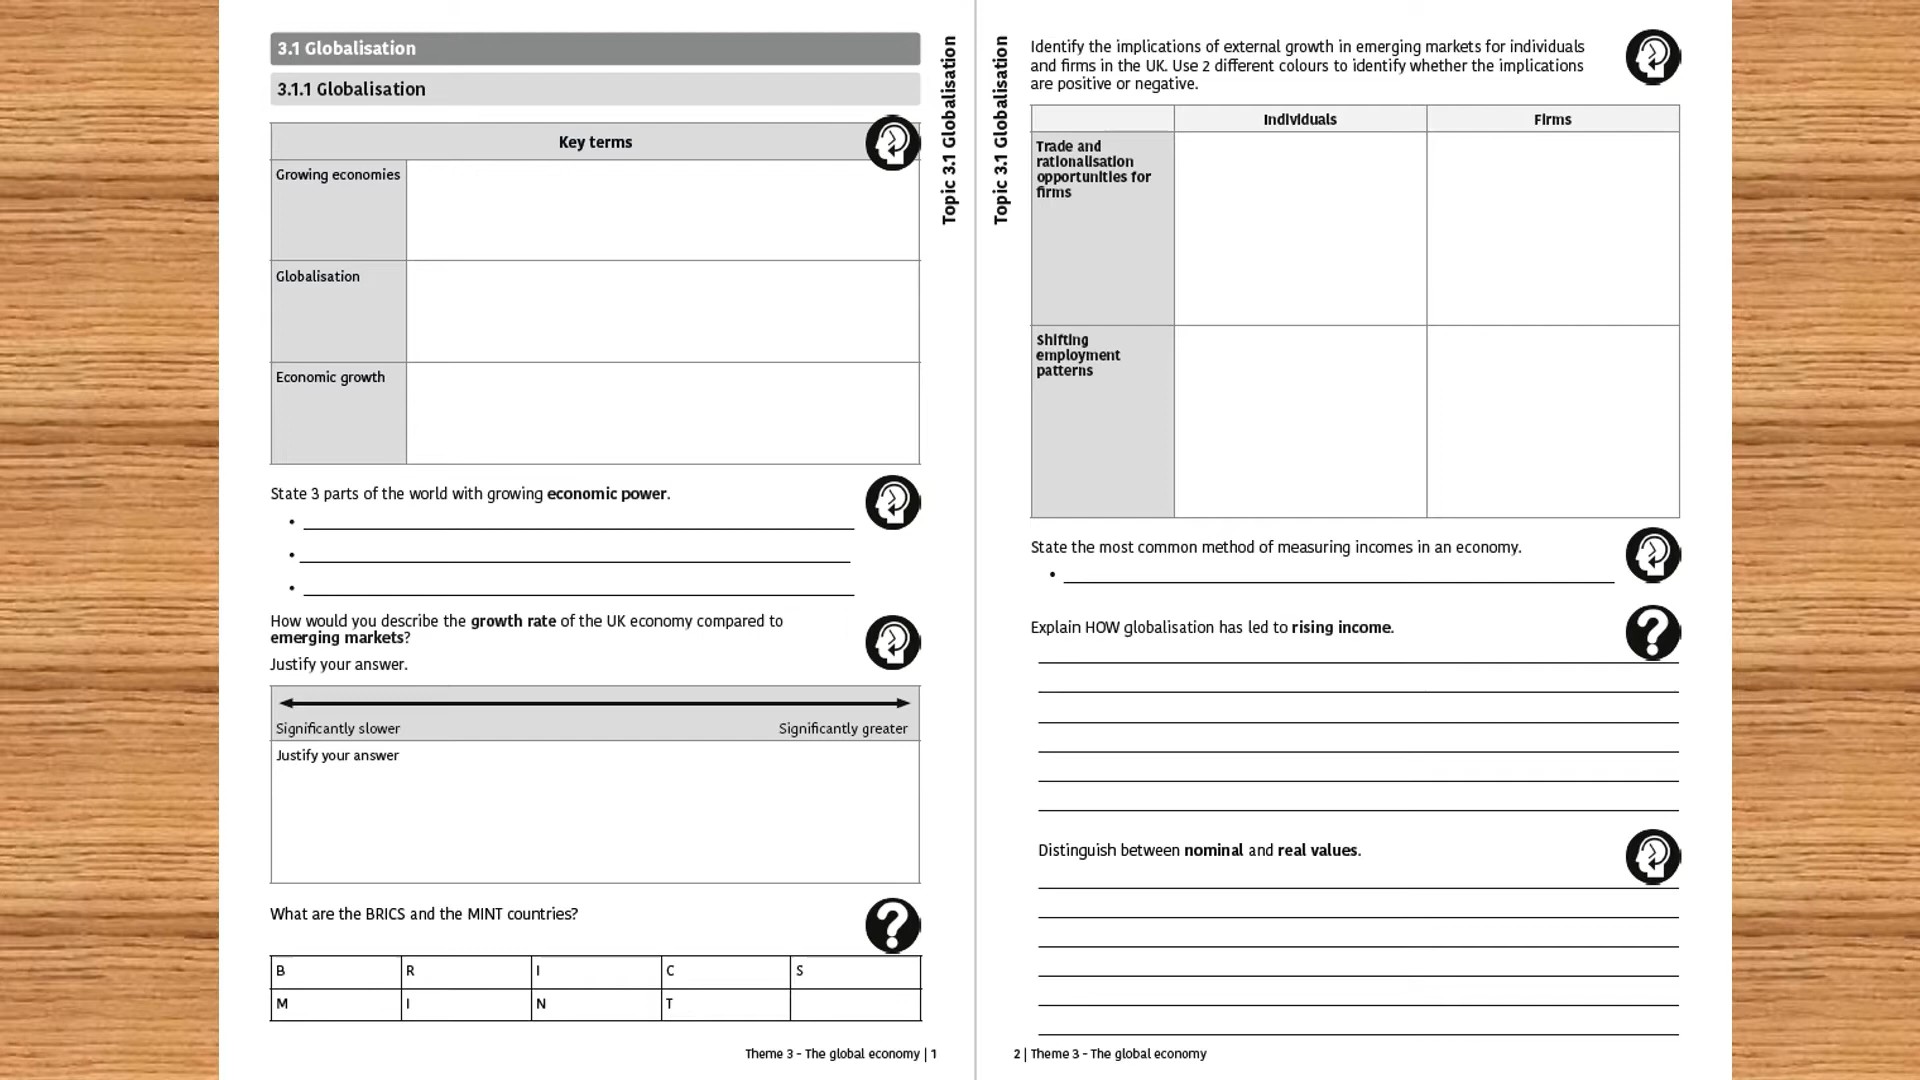 3.1 Globalisation
3.1.1 Globalisation
Key terms
Growing economies
Globalisation
Economic growth
State 3 parts of the world with growing economic power.
•
•
•
How would you describe the growth rate of the UK economy compared to
emerging markets?
Justify your answer.
Significantly slower Significantly greater
Justify your answer
What are the BRICS and the MINT countries?
B R I C S
M I N T
Theme 3 - The global economy | 1
Topic 3.1 Globalisation
Topic 3.1 Globalisation
Identify the implications of external growth in emerging markets for individuals
and firms in the UK. Use 2 different colours to identify whether the implications
are positive or negative.
Individuals Firms
Trade and
rationalisation
opportunities for
firms
Shifting
employment
patterns
State the most common method of measuring incomes in an economy.
•
Explain HOW globalisation has led to rising income.
Distinguish between nominal and real values.
2 | Theme 3 - The global economy